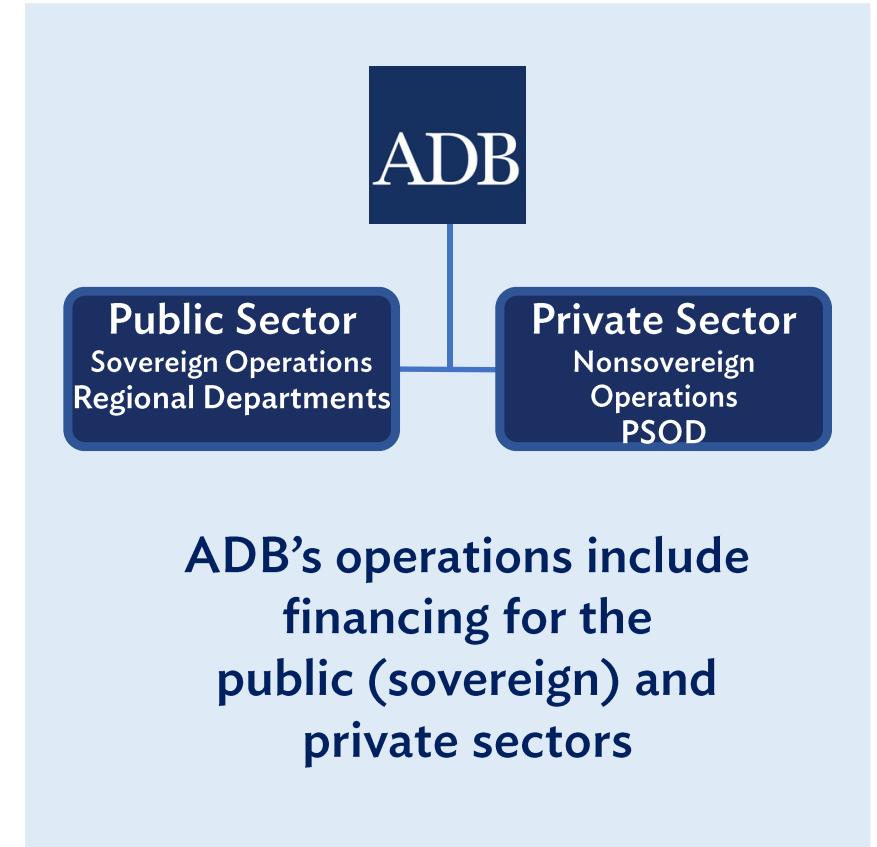 ADB
Public Sector
Sovereign Operations
Regional Departments
Private Sector
Nonsovereign
Operations
PSOD
ADB’s operations include
financing for the
public (sovereign) and
private sectors